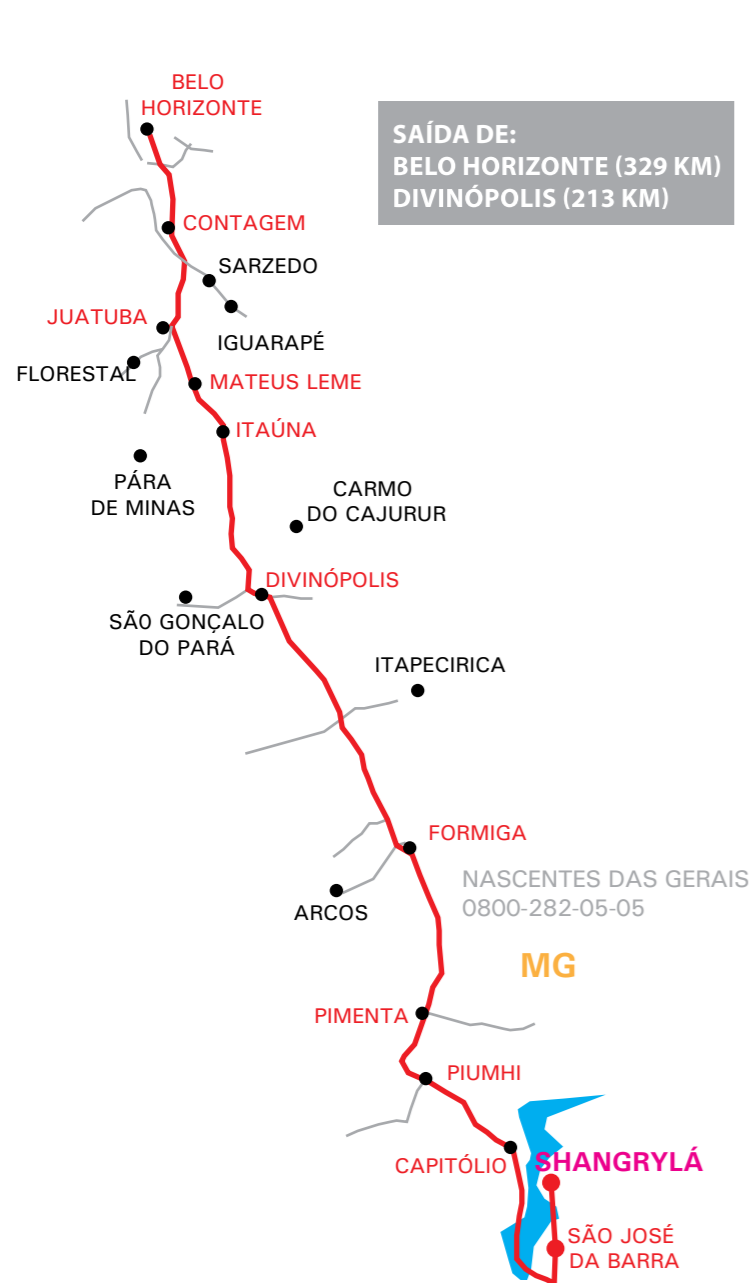 BELO
HORIZONTE
SAÍDA DE:
BELO HORIZONTE (329 KM)
DIVINÓPOLIS (213 KM)
CONTAGEM
SARZEDO
JUATUBA
IGUARAPÉ
FLORESTAL
MATEUS LEME
ITAÚNA
PÁRA
DE MINAS
CARMO
DO CAJURUR
DIVINÓPOLIS
SÃO GONÇALO
DO PARÁ
ITAPECIRICA
FORMIGA
NASCENTES DAS GERAIS
0800-282-05-05
ARCOS
MG
PIMENTA
PIUMHI
CAPITÓLIO
SHANGRYLÁ
SÃO JOSÉ
DA BARRA